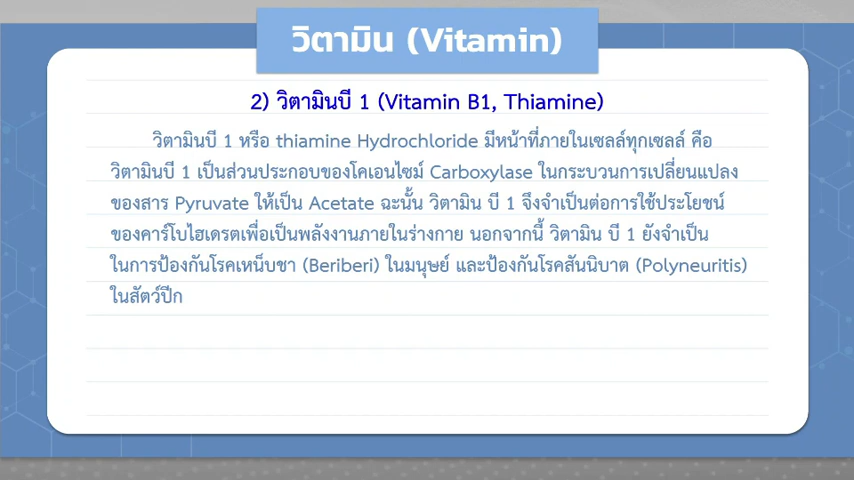 วิตามิน (Vitamin)
2) วิตามินบี 1 (Vitamin B1, Thiamine)
วิตามินบี 1 หรือ thiamine Hydrochloride มีหน้าที่ภายในเซลล์ทุกเซลล์ คือ
วิตามินบี 1 เป็นส่วนประกอบของโคเอนไซม์ Carboxylase ในกระบวนการเปลี่ยนแปลง
ของสาร Pyruvate ให้เป็น Acetate ฉะนั้น วิตามิน บี 1 จึงจำเป็นต่อการใช้ประโยชน์
ของคาร์โบไฮเดรตเพื่อเป็นพลังงานภายในร่างกาย นอกจากนี้ วิตามิน บี 1 ยังจำเป็น
ในการป้องกันโรคเหน็บชา (Beriberi) ในมนุษย์ และป้องกันโรคสันนิบาต (Polyneuritis)
ในสัตว์ปีก